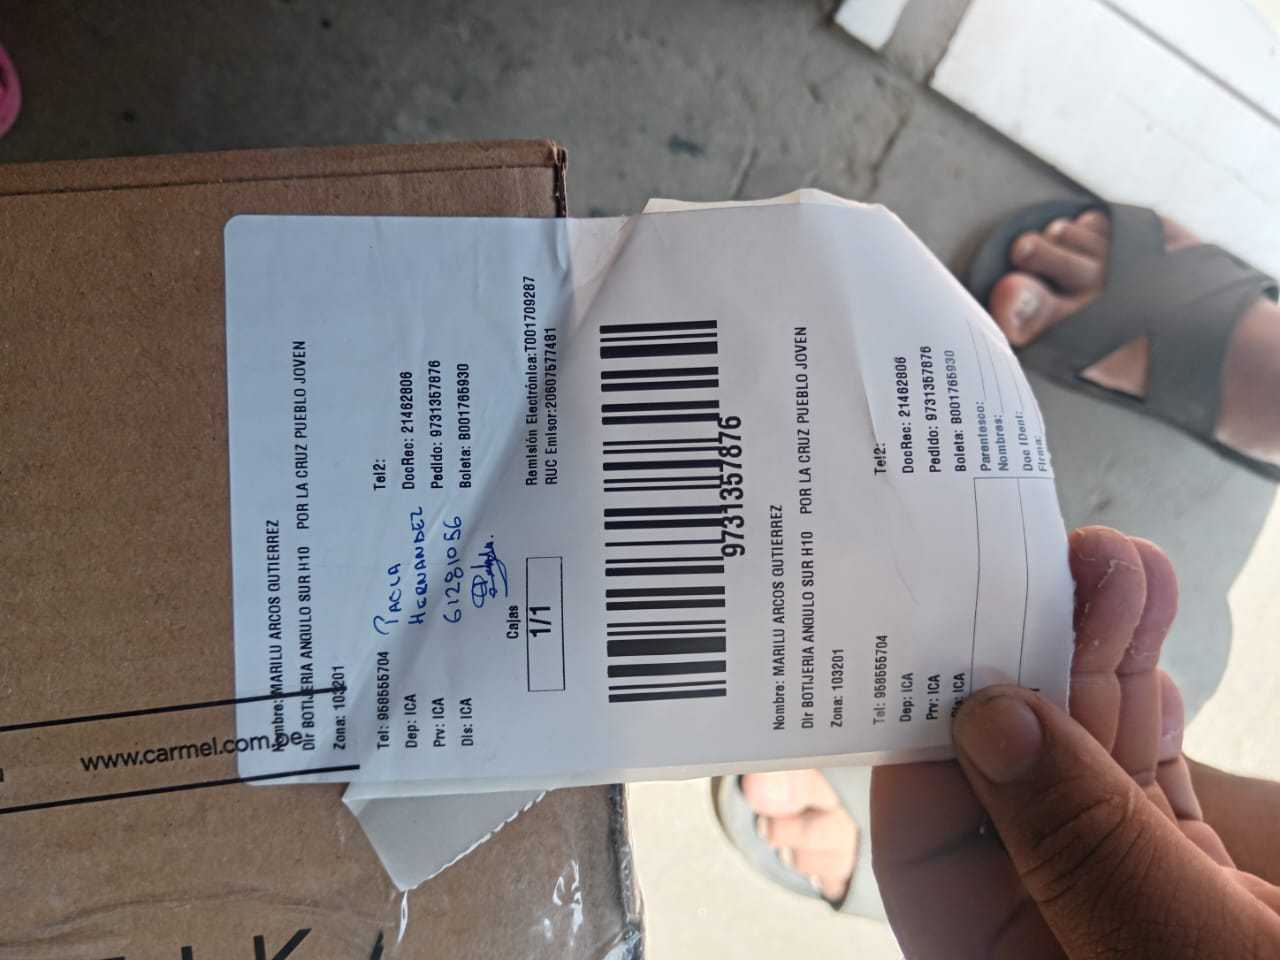 Nombre: MARILU ARCOS GUTIERREZ
Dir BOTIJERIA ANGULO SUR H10 POR LA CRUZ PUEBLO JOVEN
Zona: 103201
Tel: 958555704 Tel2:
Dep: ICA DocRec: 21462806
Prv: ICA Pedido: 9731357876
Dis: ICA Boleta: B001765930
PAOLA
HERNANDEZ
61281056
Cajas
1/1
Remisión Electrónica:T001709287
RUC Emisor:20607577481
9731357876
Nombre: MARILU ARCOS GUTIERREZ
Dir BOTIJERIA ANGULO SUR H10 POR LA CRUZ PUEBLO JOVEN
Zona: 103201
Tel: 958555704 Tel2:
Dep: ICA DocRec: 21462806
Prv: ICA Pedido: 9731357876
Dis: ICA Boleta: B001765930
Parentesco:
Nombres:
Doc IDent:
Firma:
www.carmel.com.pe